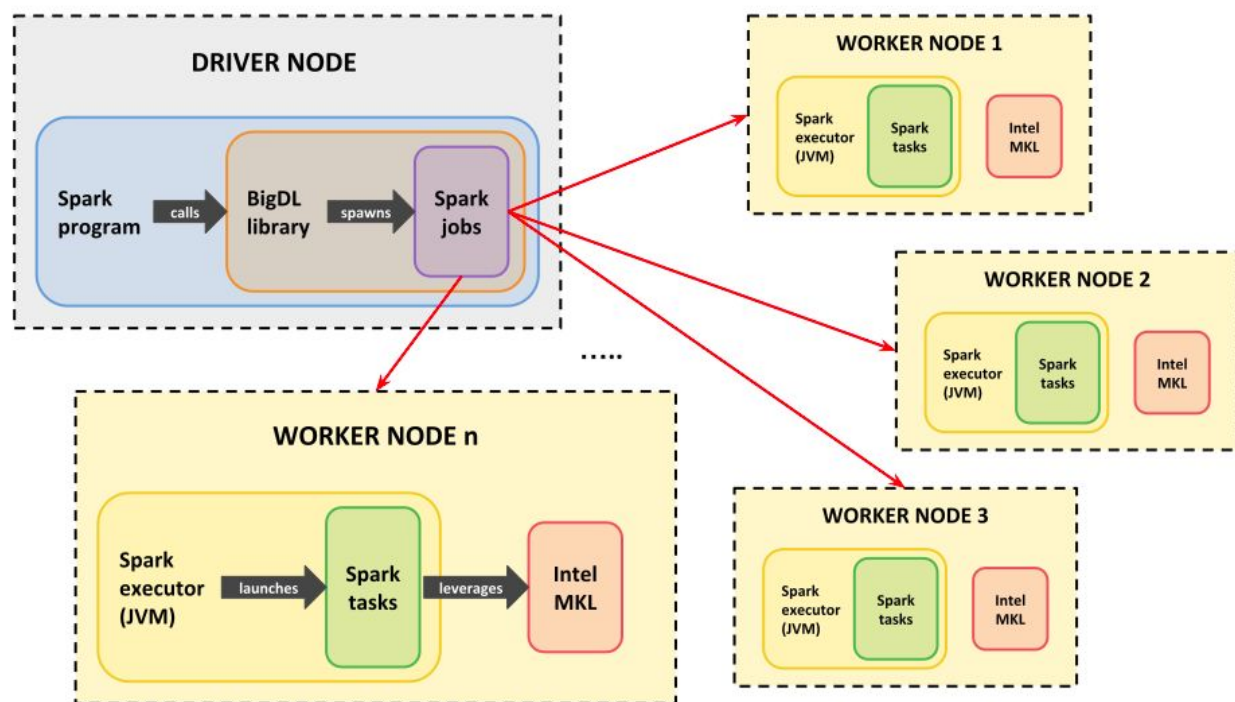 DRIVER NODE
Spark
program
calls
BigDL
library
spawns
Spark
jobs
WORKER NODE 1
Spark
executor
(JVM)
Spark
tasks
Intel
MKL
WORKER NODE 2
Spark
executor
(JVM)
Spark
tasks
Intel
MKL
.....
WORKER NODE n
Spark
executor
(JVM)
launches
Spark
tasks
leverages
Intel
MKL
WORKER NODE 3
Spark
executor
(JVM)
Spark
tasks
Intel
MKL